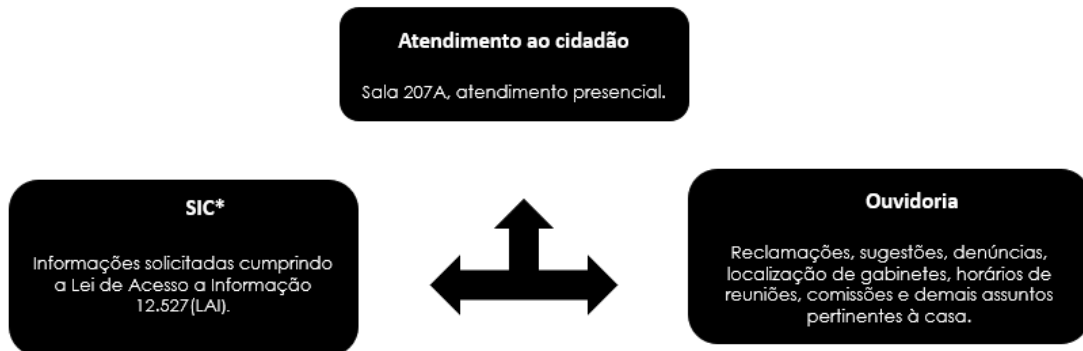 Atendimento ao cidadão
Sala 207A, atendimento presencial.
SIC*
Informações solicitadas cumprindo
a Lei de Acesso a Informação
12.527(LAI).
Ouvidoria
Reclamações, sugestões, denúncias,
localização de gabinetes, horários de
reuniões, comissões e demais assuntos
pertinentes à casa.